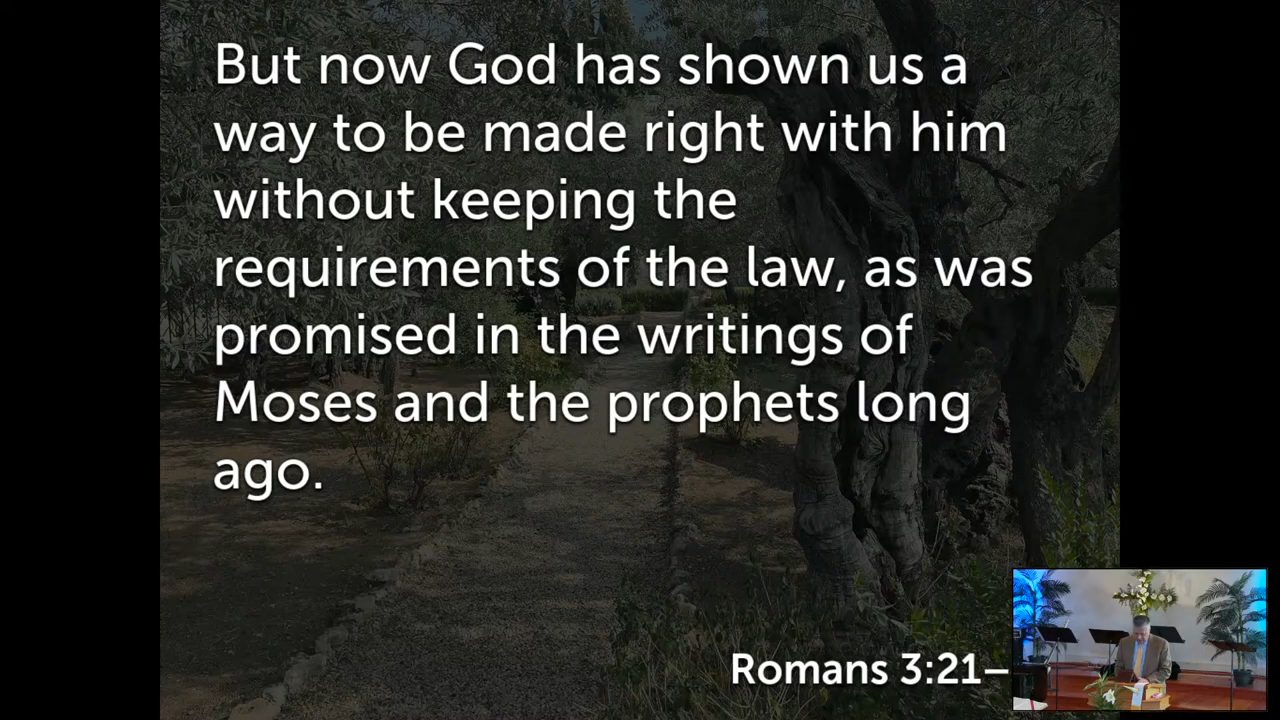 But now God has shown us a
way to be made right with him
without keeping the
requirements of the law, as was
promised in the writings of
Moses and the prophets long
ago.
Romans 3:21–